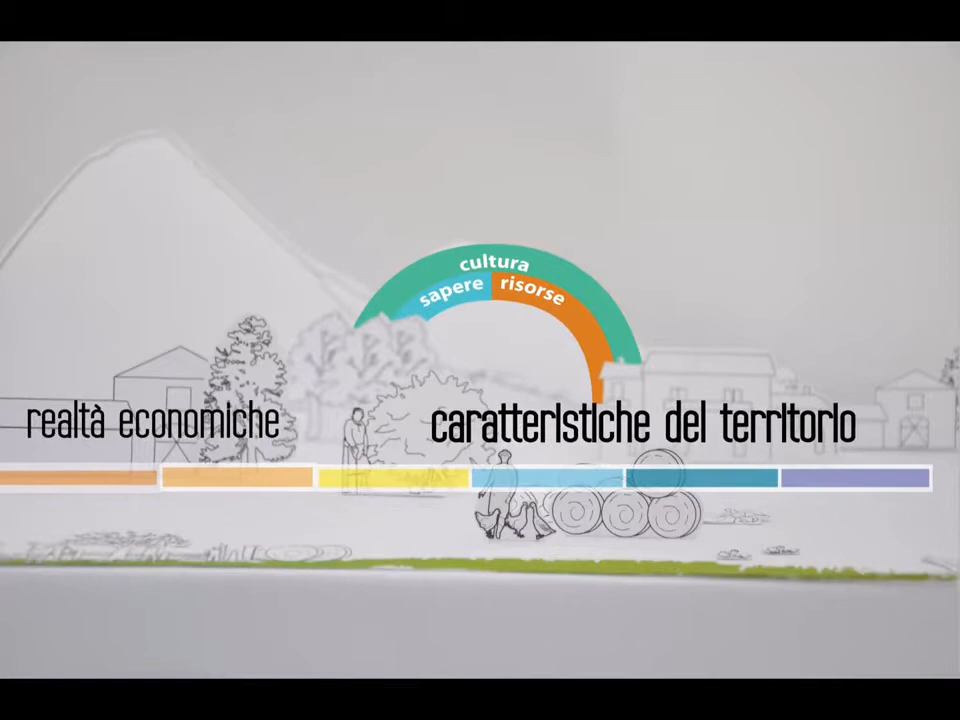 cultura
sapere risorse
realtà economiche
caratteristiche del territorio